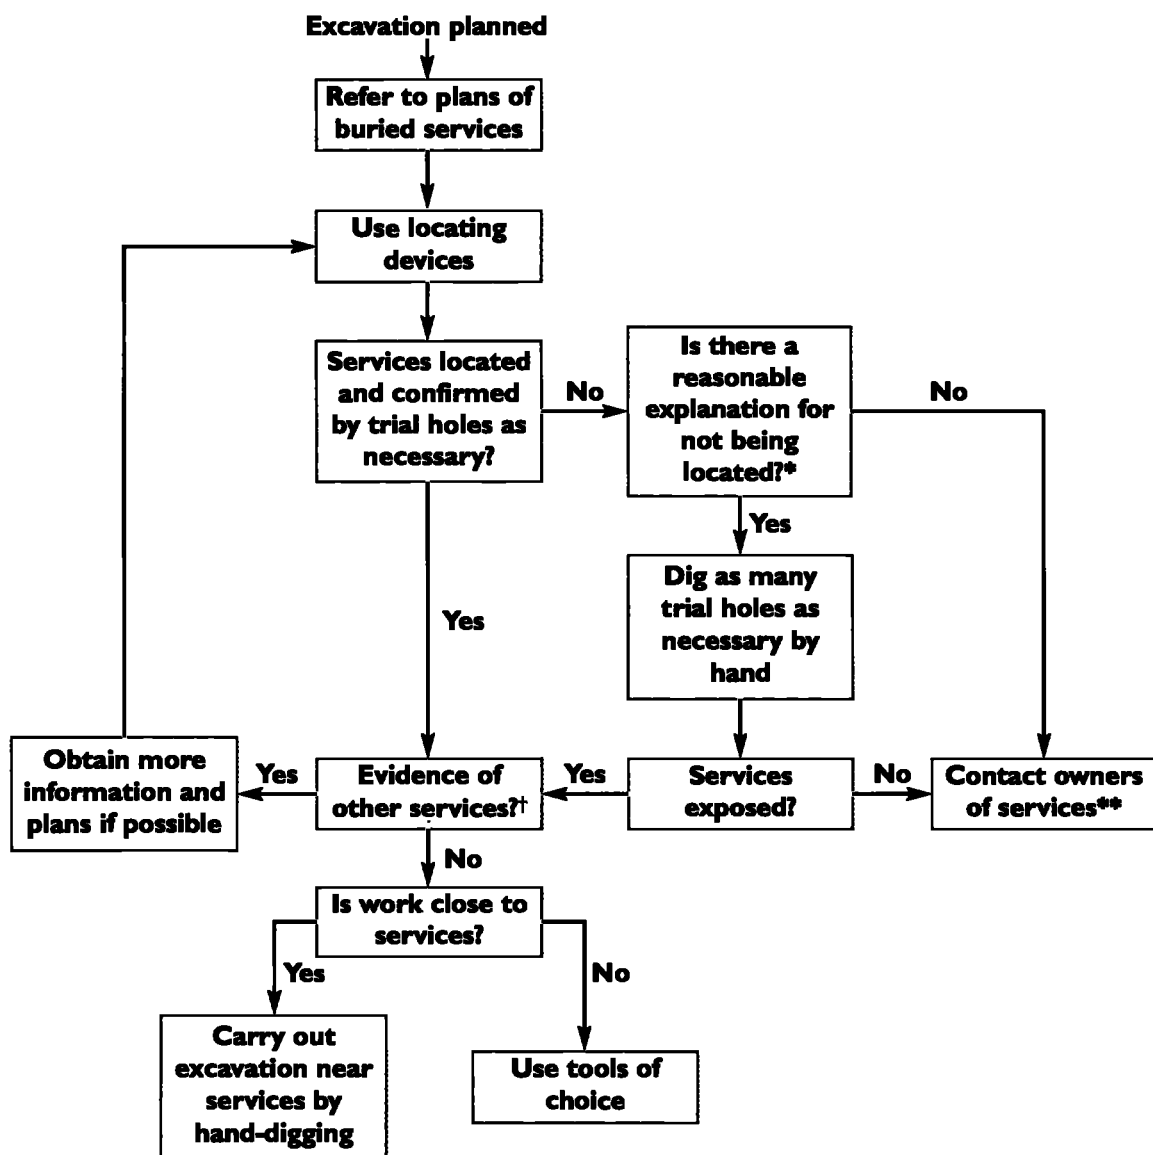 Excavation planned
Refer to plans of
buried services
Use locating
devices
Services located
and confirmed
by trial holes as
necessary?
No
Is there a
reasonable
explanation for
not being
located?*
No
Yes
Dig as many
trial holes as
necessary by
hand
Yes
Obtain more
information and
plans if possible
Yes
Evidence of
other services?†
Yes
Services
exposed?
No
Contact owners
of services**
No
Is work close to
services?
Yes
No
Carry out
excavation near
services by
hand-digging
Use tools of
choice